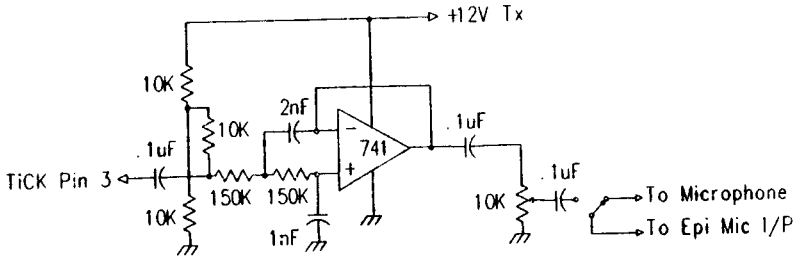 +12V Tx
10K
2nF
10K
.1uF
741
.1uF
.1uF
TiCK Pin 3
150K
150K
10K
To Microphone
10K
To Epi Mic I/P
1nF
−
+